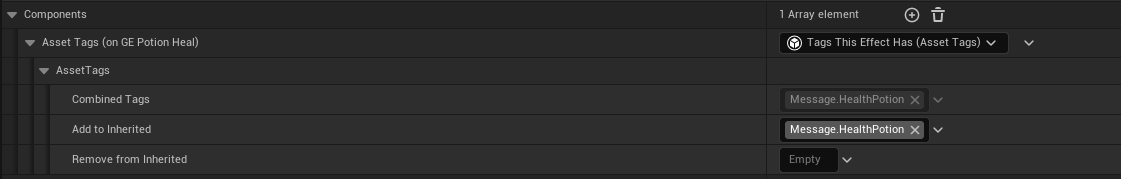 Components 1 Array element
Asset Tags (on GE Potion Heal) Tags This Effect Has (Asset Tags)
AssetTags
Combined Tags Message.HealthPotion
Add to Inherited Message.HealthPotion
Remove from Inherited Empty